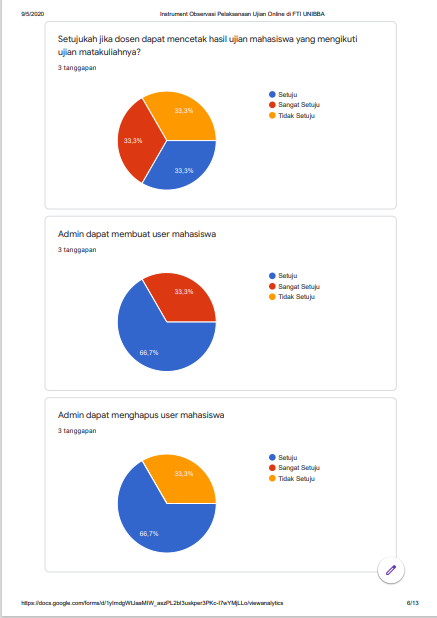 9/5/2020
Instrument Observasi Pelaksanaan Ujian Online di FTI UNIBBA
Setujukah jika dosen dapat mencetak hasil ujian mahasiswa yang mengikuti
ujian matakuliahnya?
3 tanggapan
33,3%
33,3%
33,3%
Setuju
Sangat Setuju
Tidak Setuju
Admin dapat membuat user mahasiswa
3 tanggapan
33,3%
66,7%
Setuju
Sangat Setuju
Tidak Setuju
Admin dapat menghapus user mahasiswa
3 tanggapan
33,3%
66,7%
Setuju
Sangat Setuju
Tidak Setuju
6/13